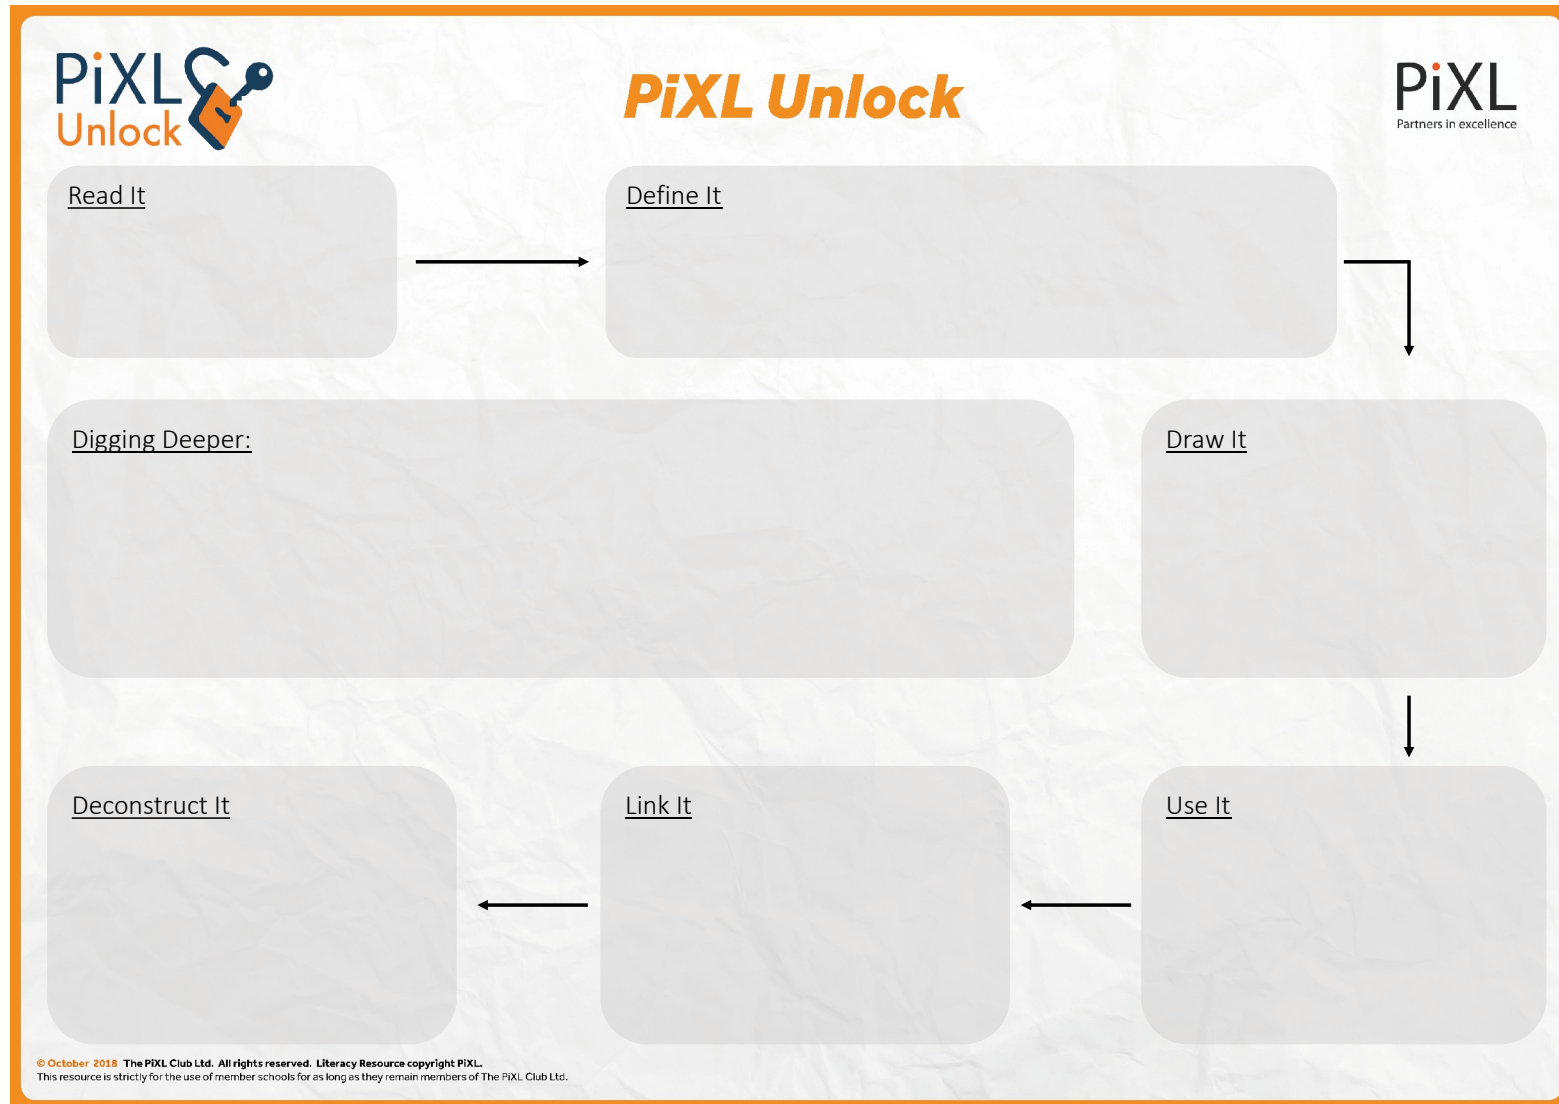 PiXL
Unlock
PiXL Unlock
PiXL
Partners in excellence
Read It
Define It
Digging Deeper:
Draw It
Deconstruct It
Link It
Use It
© October 2018 The PiXL Club Ltd. All rights reserved. Literacy Resource copyright PiXL.
This resource is strictly for the use of member schools for as long as they remain members of The PiXL Club Ltd.